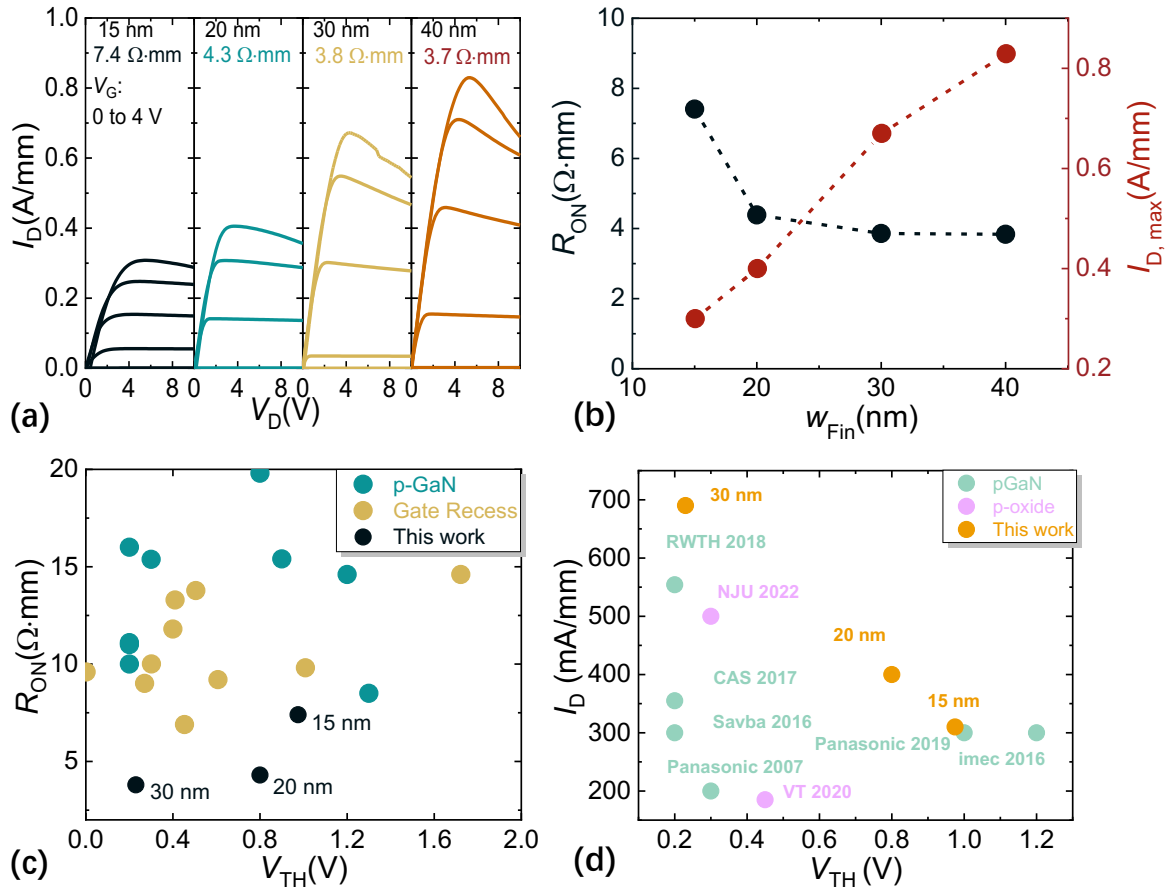 15 nm
7.4 Ω·mm
V_G:
0 to 4 V
20 nm
4.3 Ω·mm
30 nm
3.8 Ω·mm
40 nm
3.7 Ω·mm
1.0
0.8
0.6
0.4
0.2
0.0
I_D(A/mm)
0 4 8 0 4 8 0 4 8 0 4 8
V_D(V)
(a)
10
8
6
4
2
0
R_ON(Ω·mm)
0.8
0.6
0.4
0.2
I_D, max(A/mm)
10 20 30 40
w_Fin(nm)
(b)
20
15
10
5
R_ON(Ω·mm)
p-GaN
Gate Recess
This work
15 nm
20 nm
30 nm
0.0 0.4 0.8 1.2 1.6 2.0
V_TH(V)
(c)
700
600
500
400
300
200
I_D (mA/mm)
pGaN
p-oxide
This work
30 nm
RWTH 2018
NJU 2022
20 nm
CAS 2017
15 nm
Savba 2016
Panasonic 2019
imec 2016
Panasonic 2007
VT 2020
0.2 0.4 0.6 0.8 1.0 1.2
V_TH(V)
(d)